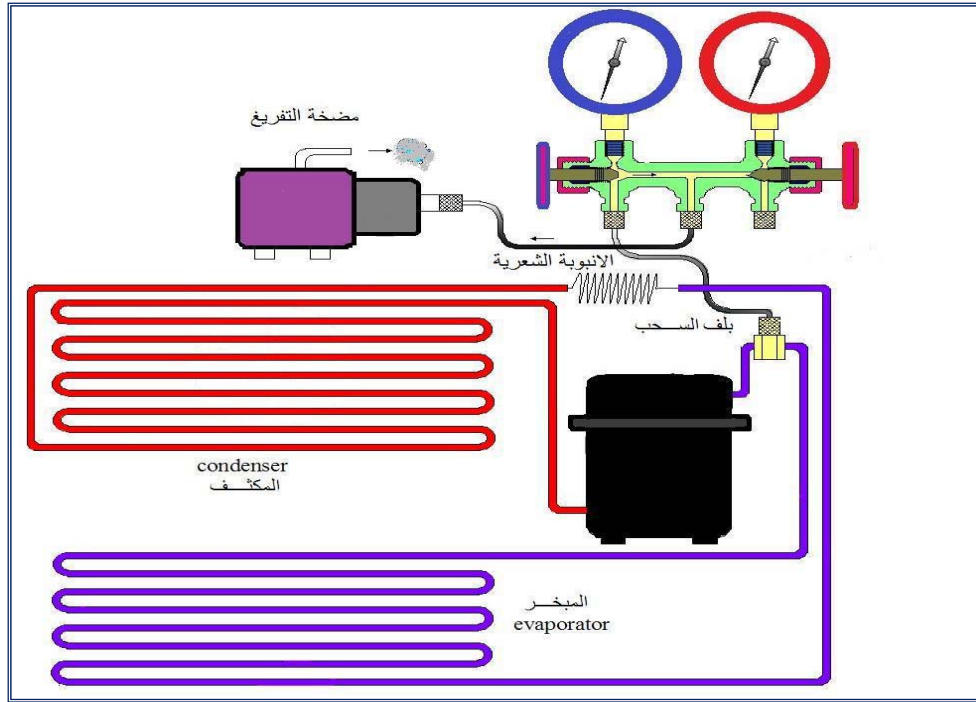 مضخة التفريغ
الانبوبة الشعرية
بلف السحب
condenser
المكثف
المبخر
evaporator